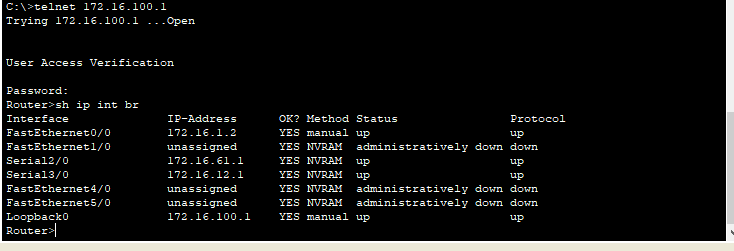 C:\>telnet 172.16.100.1
Trying 172.16.100.1 ...Open
User Access Verification
Password:
Router>sh ip int br
Interface IP-Address OK? Method Status Protocol
FastEthernet0/0 172.16.1.2 YES manual up up
FastEthernet1/0 unassigned YES NVRAM administratively down down
Serial2/0 172.16.61.1 YES NVRAM up up
Serial3/0 172.16.12.1 YES NVRAM up up
FastEthernet4/0 unassigned YES NVRAM administratively down down
FastEthernet5/0 unassigned YES NVRAM administratively down down
Loopback0 172.16.100.1 YES manual up up
Router>